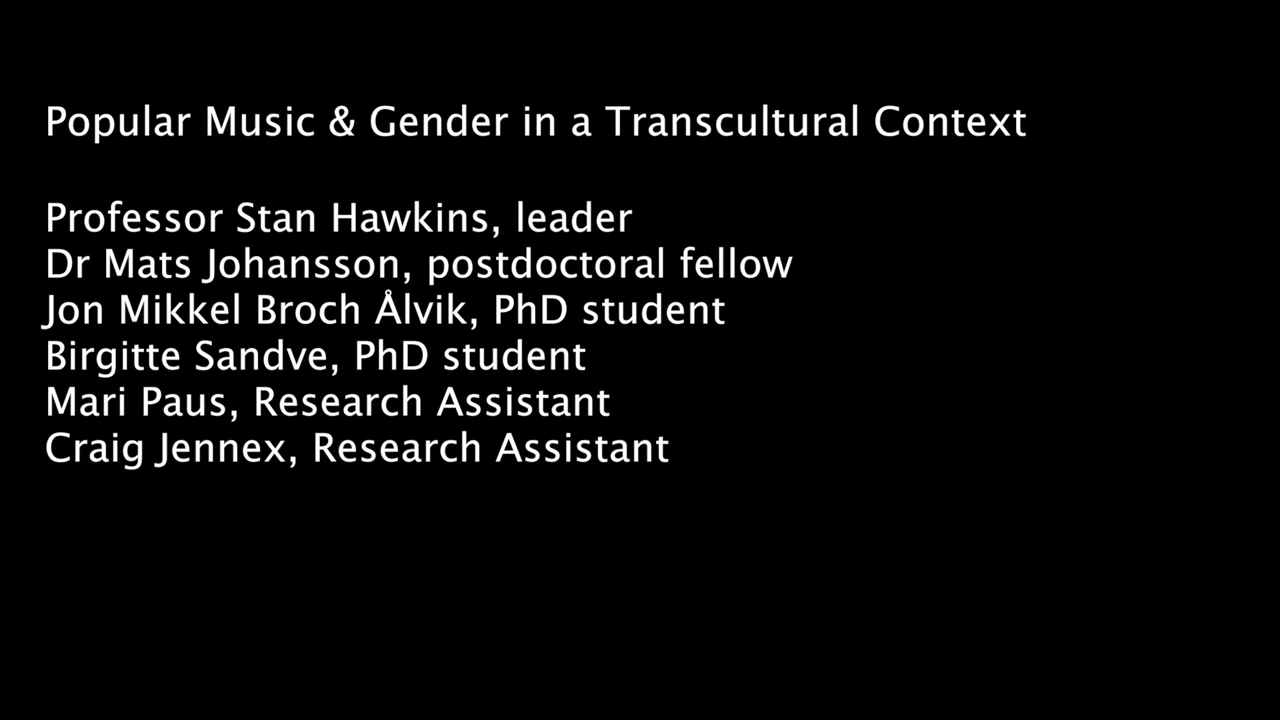 Popular Music & Gender in a Transcultural Context
Professor Stan Hawkins, leader
Dr Mats Johansson, postdoctoral fellow
Jon Mikkel Broch Ålvik, PhD student
Birgitte Sandve, PhD student
Mari Paus, Research Assistant
Craig Jennex, Research Assistant